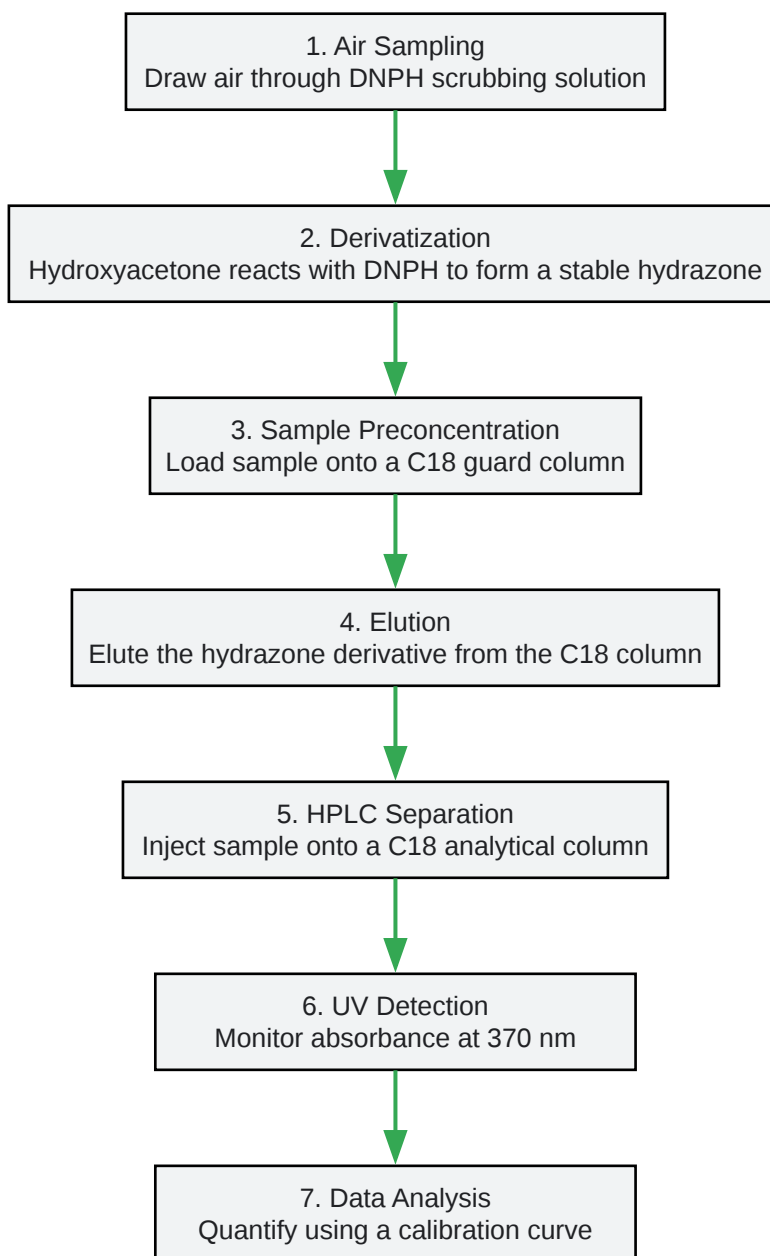 1. Air Sampling
Draw air through DNPH scrubbing solution
2. Derivatization
Hydroxyacetone reacts with DNPH to form a stable hydrazone
3. Sample Preconcentration
Load sample onto a C18 guard column
4. Elution
Elute the hydrazone derivative from the C18 column
5. HPLC Separation
Inject sample onto a C18 analytical column
6. UV Detection
Monitor absorbance at 370 nm
7. Data Analysis
Quantify using a calibration curve